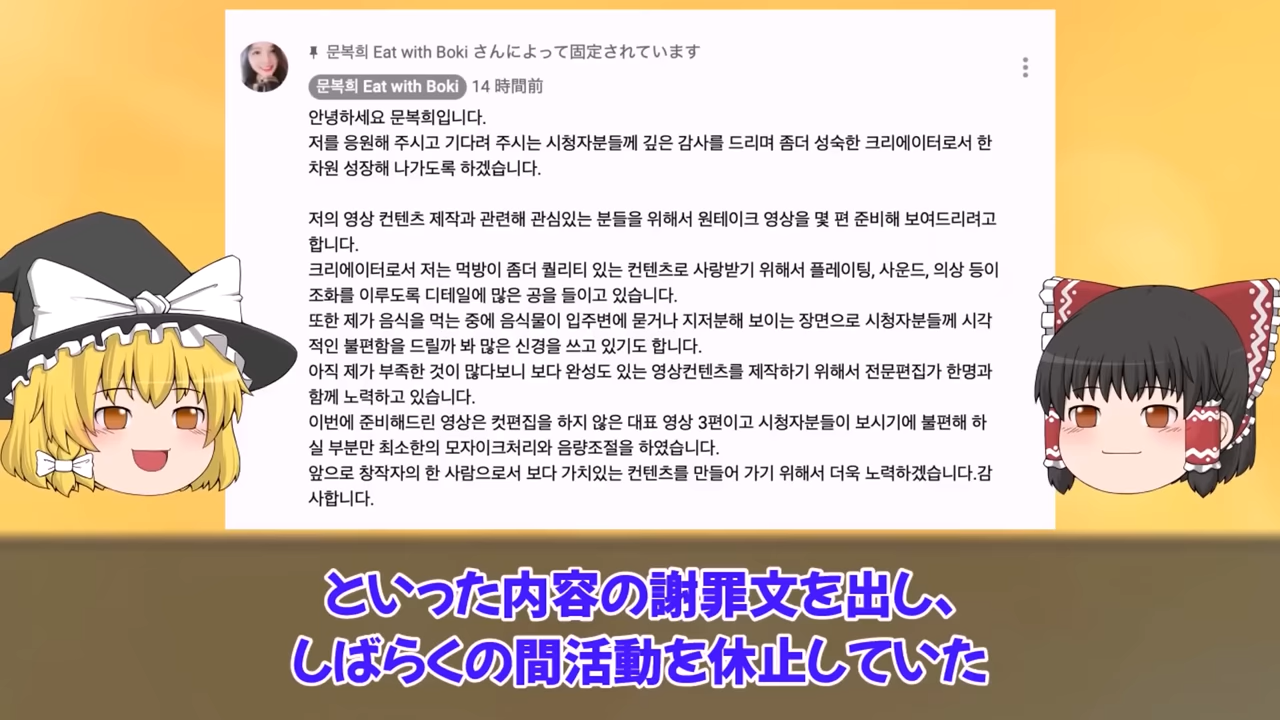 문복희 Eat with Boki さんによって固定されています
문복희 Eat with Boki 14 時間前
안녕하세요 문복희입니다.
저를 응원해 주시고 기다려 주시는 시청자분들께 깊은 감사를 드리며 좀더 성숙한 크리에이터로서 한
차원 성장해 나가도록 하겠습니다.
저의 영상 컨텐츠 제작과 관련해 관심있는 분들을 위해서 원테이크 영상을 몇 편 준비해 보여드리려고
합니다.
크리에이터로서 저는 먹방이 좀더 퀄리티 있는 컨텐츠로 사랑받기 위해서 플레이팅, 사운드, 의상 등이
조화를 이루도록 디테일에 많은 공을 들이고 있습니다.
또한 제가 음식을 먹는 중에 음식물이 입주변에 묻거나 지저분해 보이는 장면으로 시청자분들께 시각
적인 불편함을 드릴까 봐 많은 신경을 쓰고 있기도 합니다.
아직 제가 부족한 것이 많다보니 보다 완성도 있는 영상컨텐츠를 제작하기 위해서 전문편집가 한명과
함께 노력하고 있습니다.
이번에 준비해드린 영상은 컷편집을 하지 않은 대표 영상 3편이고 시청자분들이 보시기에 불편해 하
실 부분만 최소한의 모자이크처리와 음량조절을 하였습니다.
앞으로 창작자의 한 사람으로서 보다 가치있는 컨텐츠를 만들어 가기 위해서 더욱 노력하겠습니다.감
사합니다.
といった内容の謝罪文を出し、
しばらくの間活動を休止していた